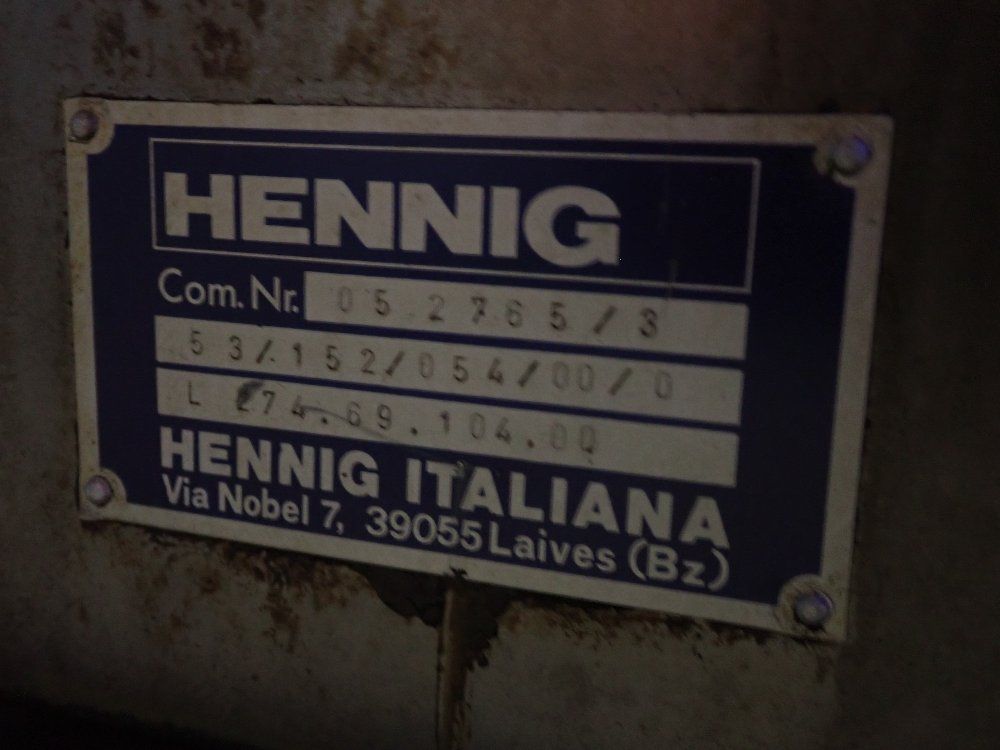 HENNIG
Com. Nr. 05 2765/3
53/152/054/00/0
L 274.69.104.00
HENNIG ITALIANA
Via Nobel 7, 39055 Laives (Bz)